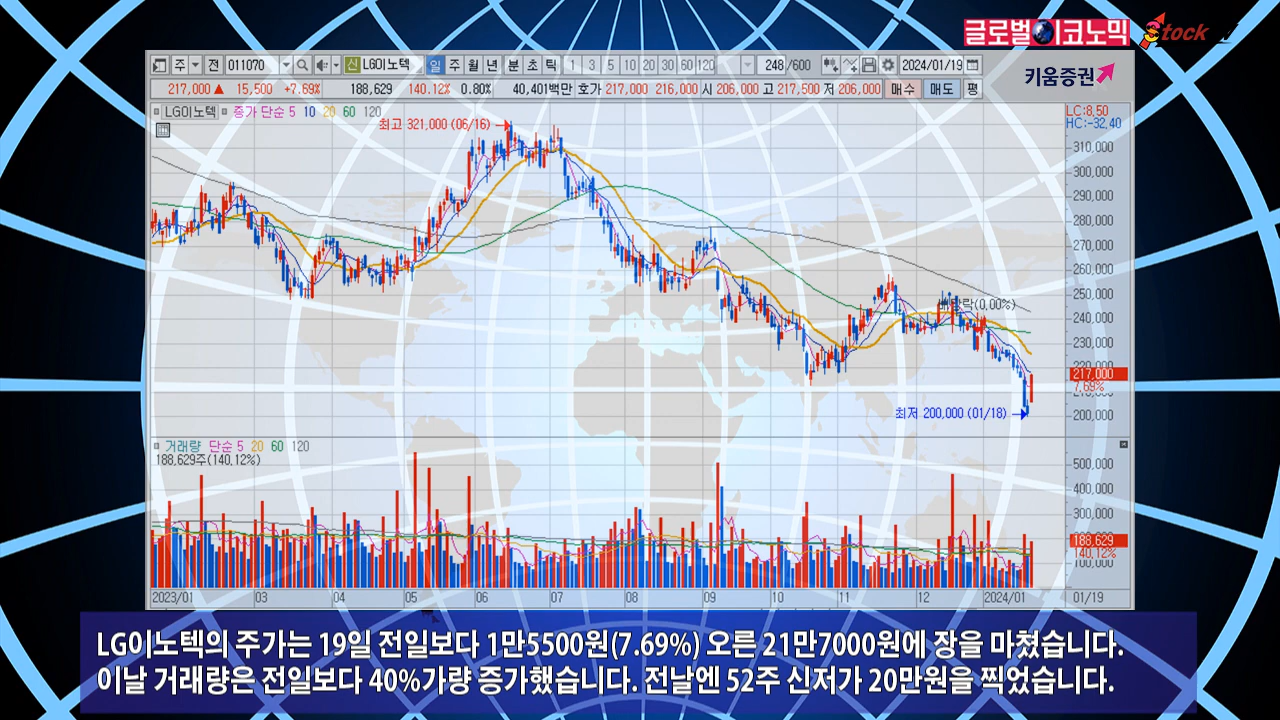 글로벌이코노믹 Stock
키움증권
주 전 011070 신 LG이노텍 일 주 월 년 분 초 틱 1 3 5 10 20 30 60 120 248/600 2024/01/19
217,000 ▲ 15,500 +7.69% 188,629 140.12% 0.80% 40,401백만 호가 217,000 216,000 시 206,000 고 217,500 저 206,000 매수 매도 평
LG이노텍 종가 단순 5 10 20 60 120
LC:8.50
HC:-32.40
최고 321,000 (06/16)
310,000
300,000
290,000
280,000
270,000
260,000
250,000
배당락(0.00%)
240,000
230,000
220,000
217,000
7.69%
210,000
최저 200,000 (01/18)
200,000
거래량 단순 5 20 60 120
188,629주(140.12%)
500,000
400,000
300,000
188,629
140.12%
100,000
2023/01 03 04 05 06 07 08 09 10 11 12 2024/01 01/19
LG이노텍의 주가는 19일 전일보다 1만5500원(7.69%) 오른 21만7000원에 장을 마쳤습니다.
이날 거래량은 전일보다 40%가량 증가했습니다. 전날엔 52주 신저가 20만원을 찍었습니다.